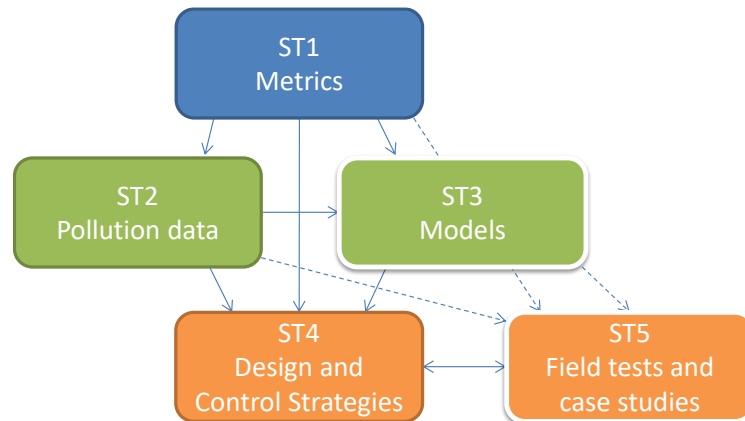 ST1
Metrics
ST2
Pollution data
ST3
Models
ST4
Design and
Control Strategies
ST5
Field tests and
case studies